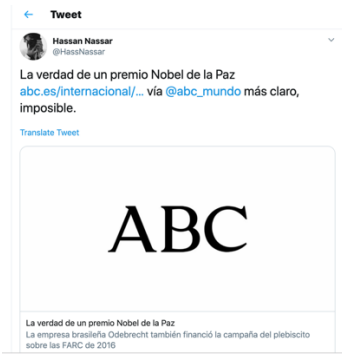 Tweet
Hassan Nassar
@HassNassar
La verdad de un premio Nobel de la Paz
abc.es/internacional/... vía @abc_mundo más claro,
imposible.
Translate Tweet
ABC
La verdad de un premio Nobel de la Paz
La empresa brasileña Odebrecht también financió la campaña del plebiscito
sobre las FARC de 2016